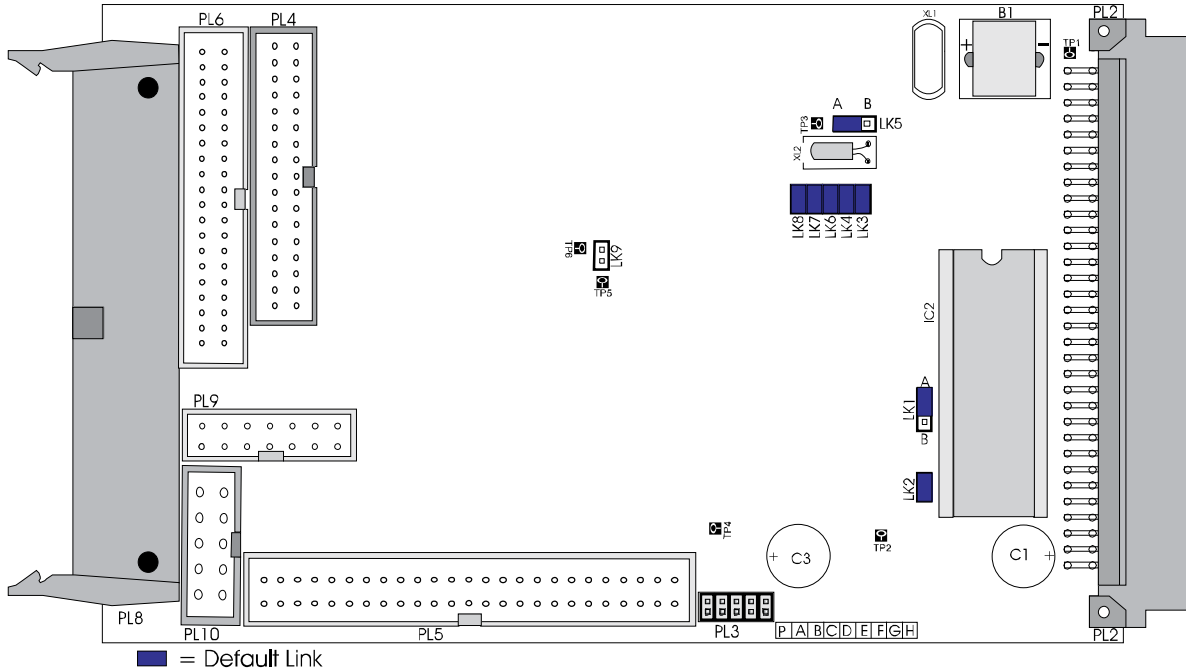 PL6 PL4 XL1 B1 PL2
+ -
TP1
A B
TP3 LK5
XL2
LK8 LK7 LK6 LK4 LK3
TP6 LK9
TP5
IC2
A
LK1
B
PL9
LK2
TP4
TP2
+ C3
C1 +
PL8 PL10 PL5 PL3 P A B C D E F G H PL2
= Default Link